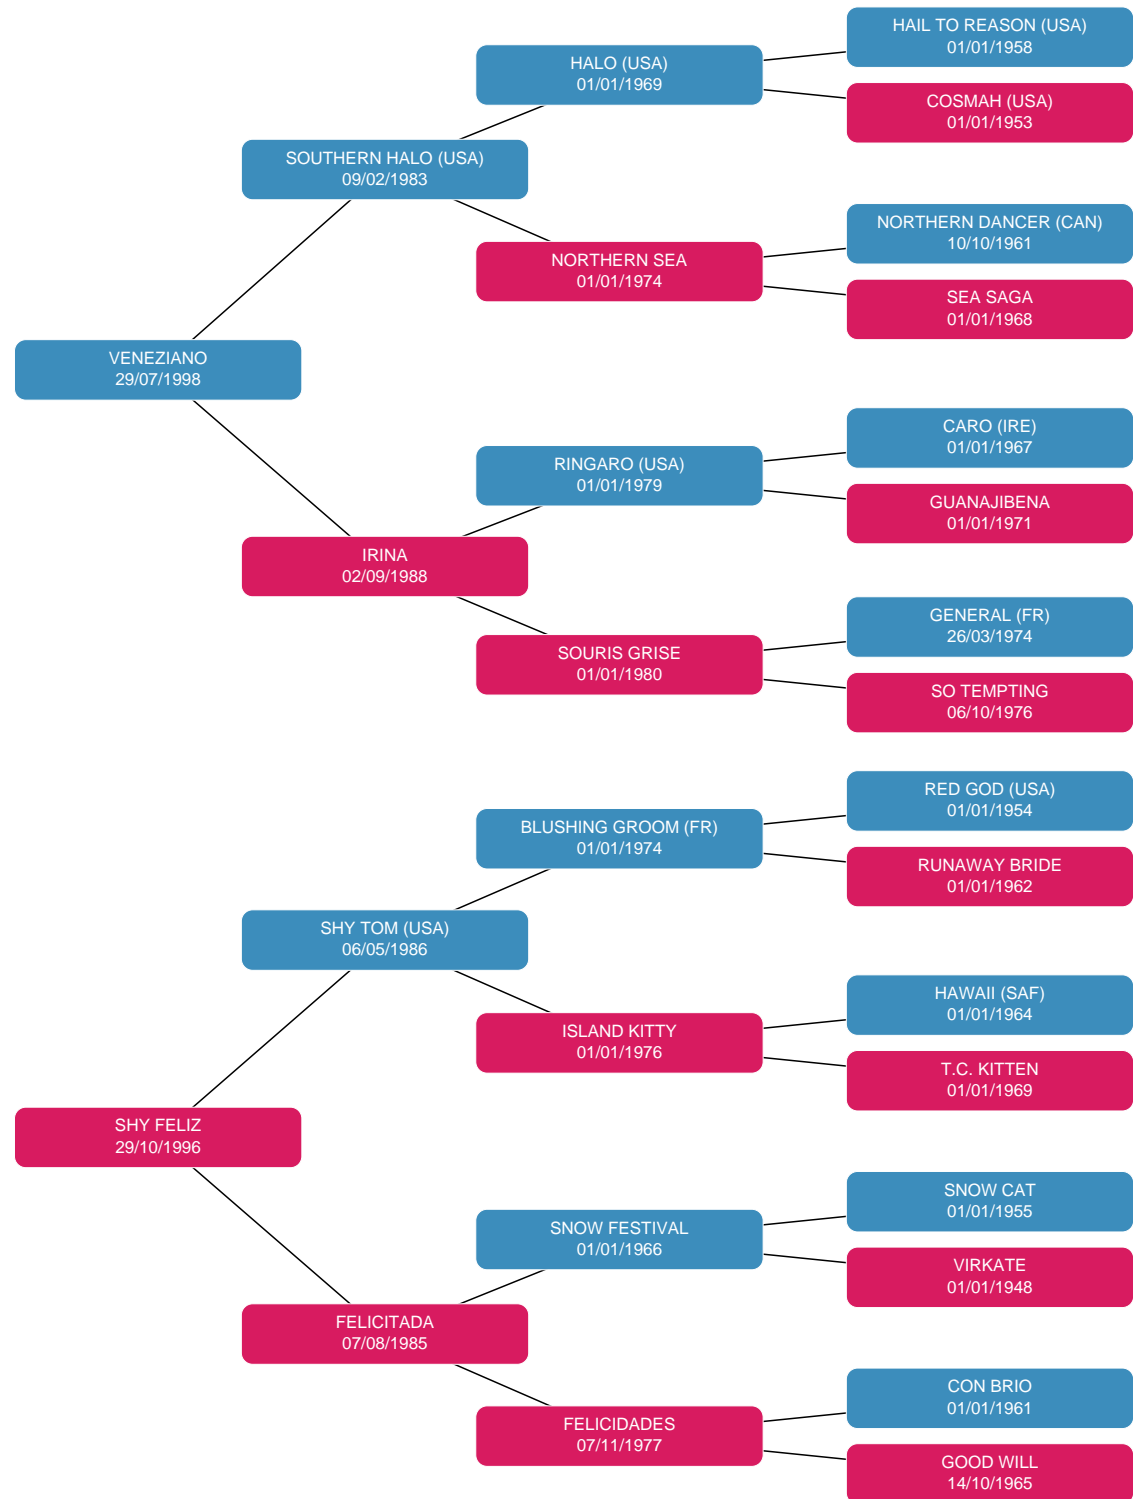 HAIL TO REASON (USA)
01/01/1958
HALO (USA)
01/01/1969
COSMAH (USA)
01/01/1953
SOUTHERN HALO (USA)
09/02/1983
NORTHERN DANCER (CAN)
10/10/1961
NORTHERN SEA
01/01/1974
SEA SAGA
01/01/1968
VENEZIANO
29/07/1998
CARO (IRE)
01/01/1967
RINGARO (USA)
01/01/1979
GUANAJIBENA
01/01/1971
IRINA
02/09/1988
GENERAL (FR)
26/03/1974
SOURIS GRISE
01/01/1980
SO TEMPTING
06/10/1976
RED GOD (USA)
01/01/1954
BLUSHING GROOM (FR)
01/01/1974
RUNAWAY BRIDE
01/01/1962
SHY TOM (USA)
06/05/1986
HAWAII (SAF)
01/01/1964
ISLAND KITTY
01/01/1976
T.C. KITTEN
01/01/1969
SHY FELIZ
29/10/1996
SNOW CAT
01/01/1955
SNOW FESTIVAL
01/01/1966
VIRKATE
01/01/1948
FELICITADA
07/08/1985
CON BRIO
01/01/1961
FELICIDADES
07/11/1977
GOOD WILL
14/10/1965